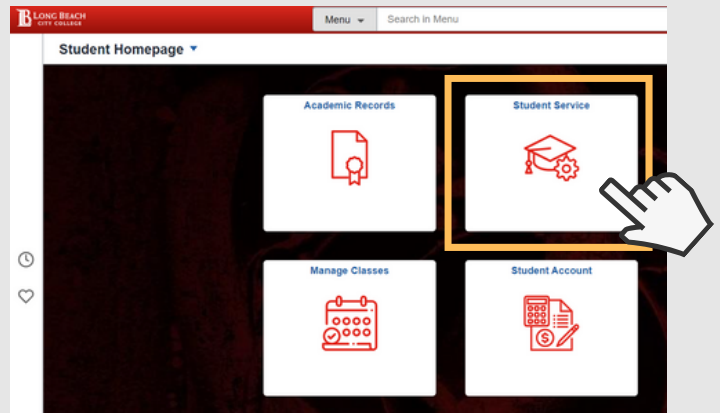 LONG BEACH
CITY COLLEGE
Menu
Search in Menu
Student Homepage
Academic Records
Student Service
Manage Classes
Student Account